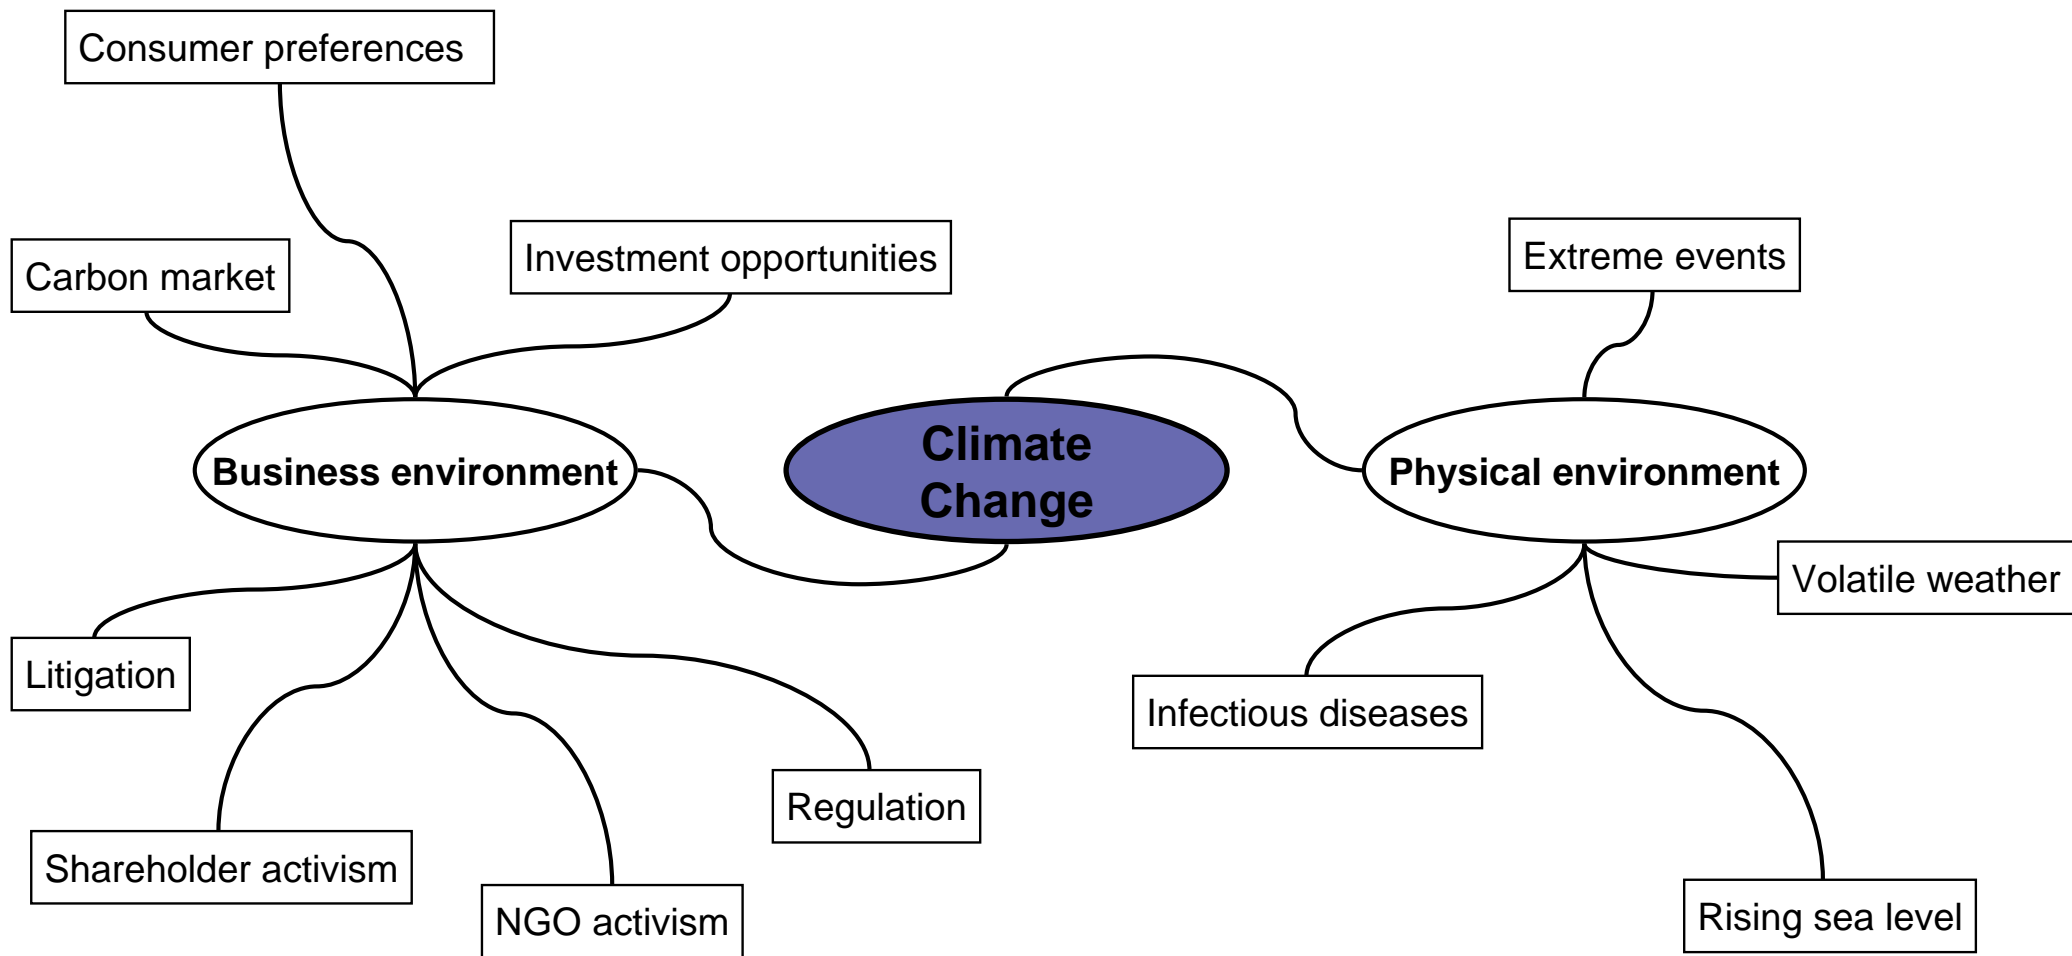 Consumer preferences
Carbon market
Investment opportunities
Extreme events
Business environment
Climate
Change
Physical environment
Volatile weather
Litigation
Infectious diseases
Regulation
Shareholder activism
NGO activism
Rising sea level